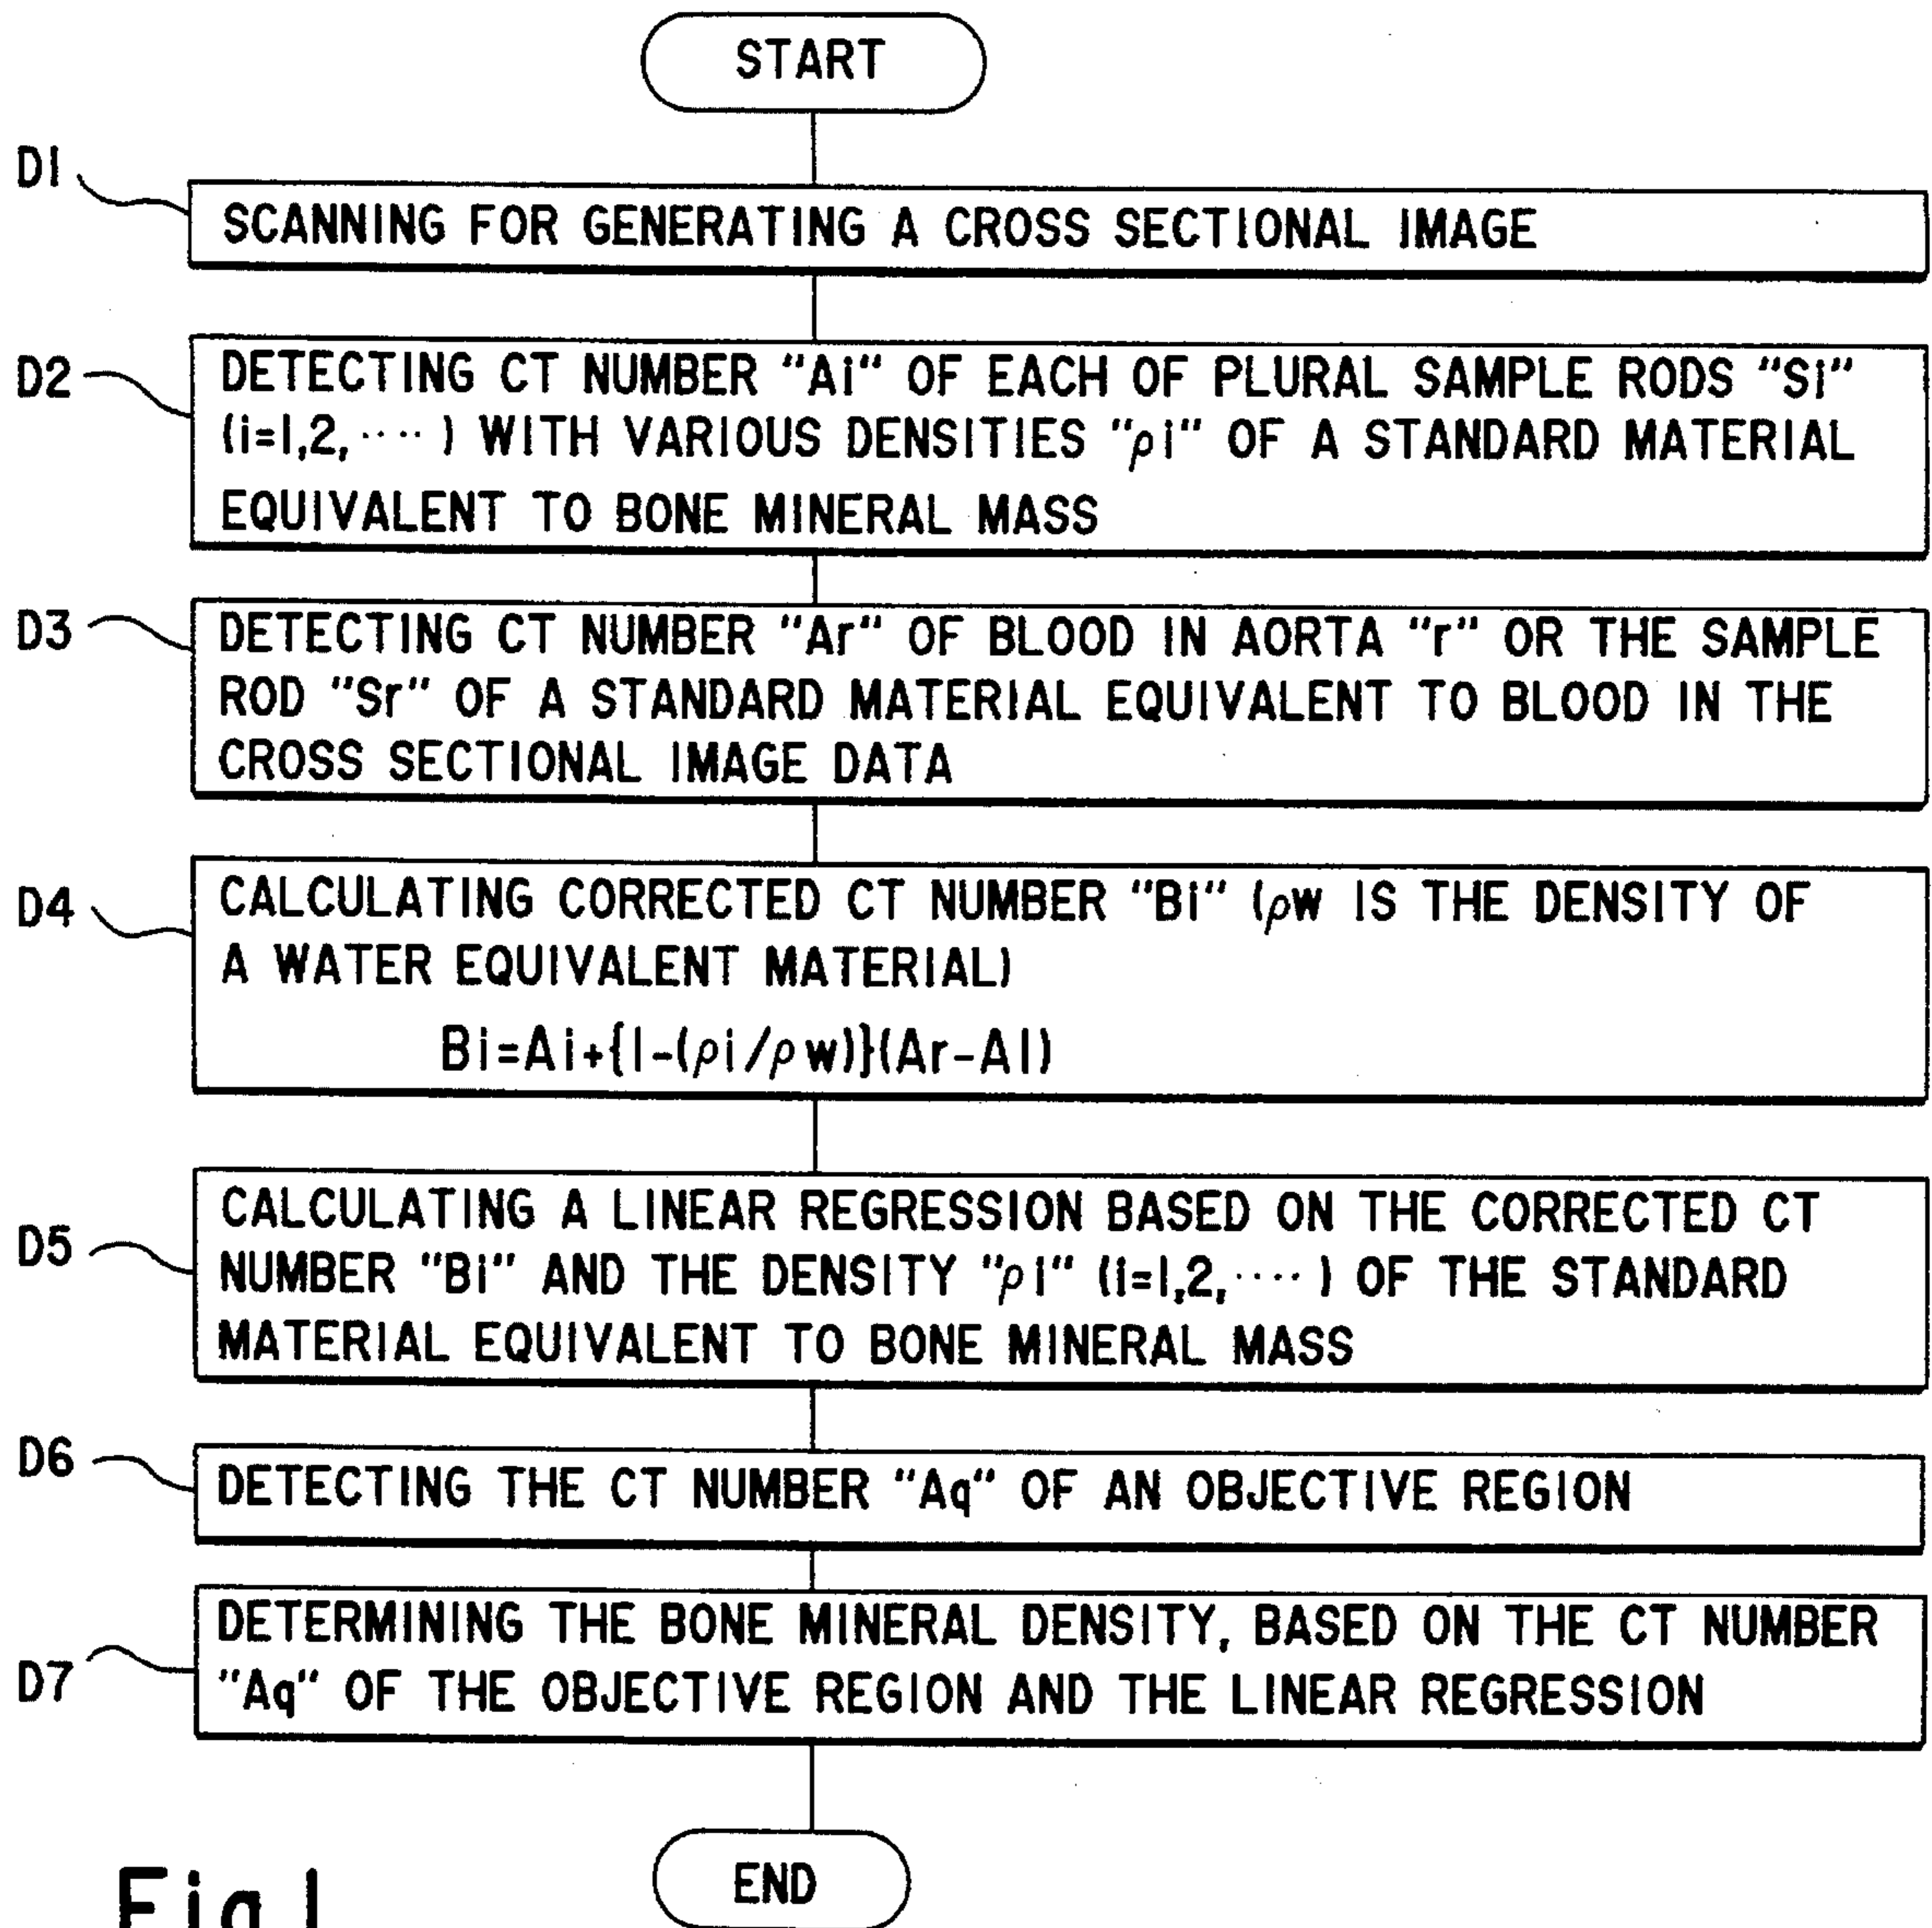 START
D1
SCANNING FOR GENERATING A CROSS SECTIONAL IMAGE
D2
DETECTING CT NUMBER "Ai" OF EACH OF PLURAL SAMPLE RODS "Si"
(i=1,2,····) WITH VARIOUS DENSITIES "ρi" OF A STANDARD MATERIAL
EQUIVALENT TO BONE MINERAL MASS
D3
DETECTING CT NUMBER "Ar" OF BLOOD IN AORTA "r" OR THE SAMPLE
ROD "Sr" OF A STANDARD MATERIAL EQUIVALENT TO BLOOD IN THE
CROSS SECTIONAL IMAGE DATA
D4
CALCULATING CORRECTED CT NUMBER "Bi" (ρw IS THE DENSITY OF
A WATER EQUIVALENT MATERIAL)
Bi=Ai+{1-(ρi/ρw)}(Ar-A1)
D5
CALCULATING A LINEAR REGRESSION BASED ON THE CORRECTED CT
NUMBER "Bi" AND THE DENSITY "ρi" (i=1,2,····) OF THE STANDARD
MATERIAL EQUIVALENT TO BONE MINERAL MASS
D6
DETECTING THE CT NUMBER "Aq" OF AN OBJECTIVE REGION
D7
DETERMINING THE BONE MINERAL DENSITY, BASED ON THE CT NUMBER
"Aq" OF THE OBJECTIVE REGION AND THE LINEAR REGRESSION
END
Fig.1